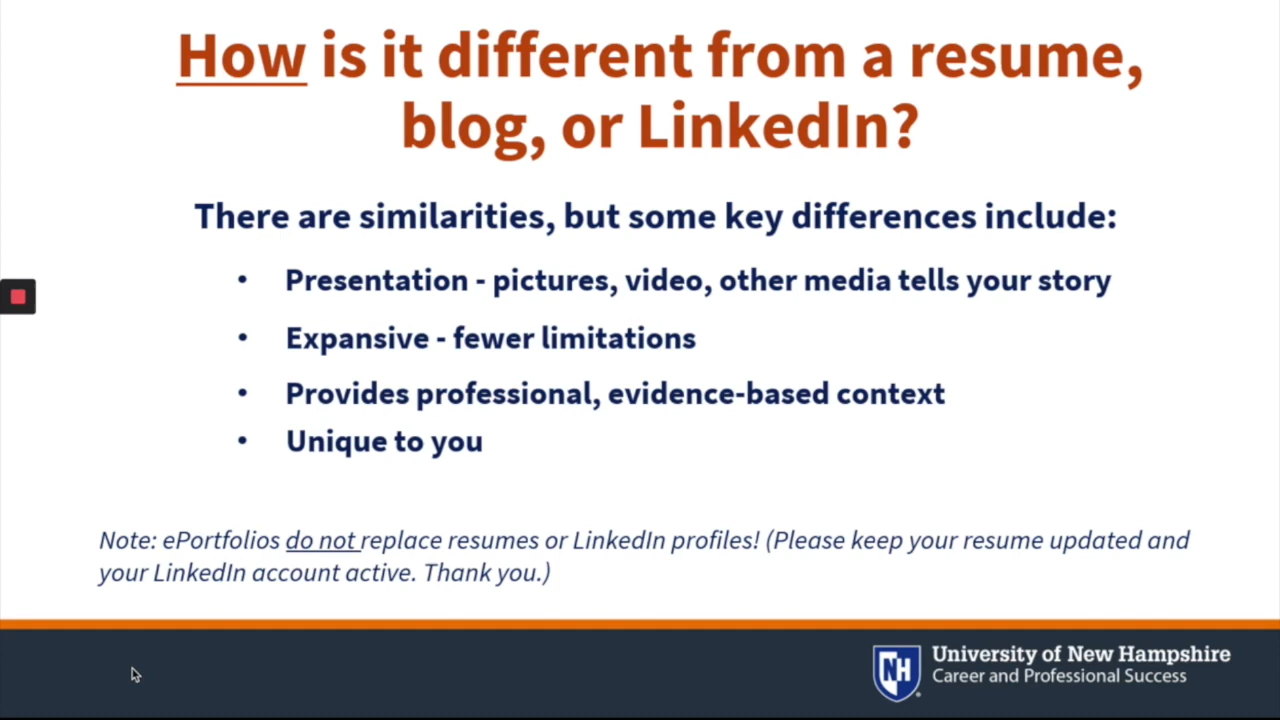 How is it different from a resume,
blog, or LinkedIn?
There are similarities, but some key differences include:
• Presentation - pictures, video, other media tells your story
• Expansive - fewer limitations
• Provides professional, evidence-based context
• Unique to you
Note: ePortfolios do not replace resumes or LinkedIn profiles! (Please keep your resume updated and
your LinkedIn account active. Thank you.)
NH
University of New Hampshire
Career and Professional Success